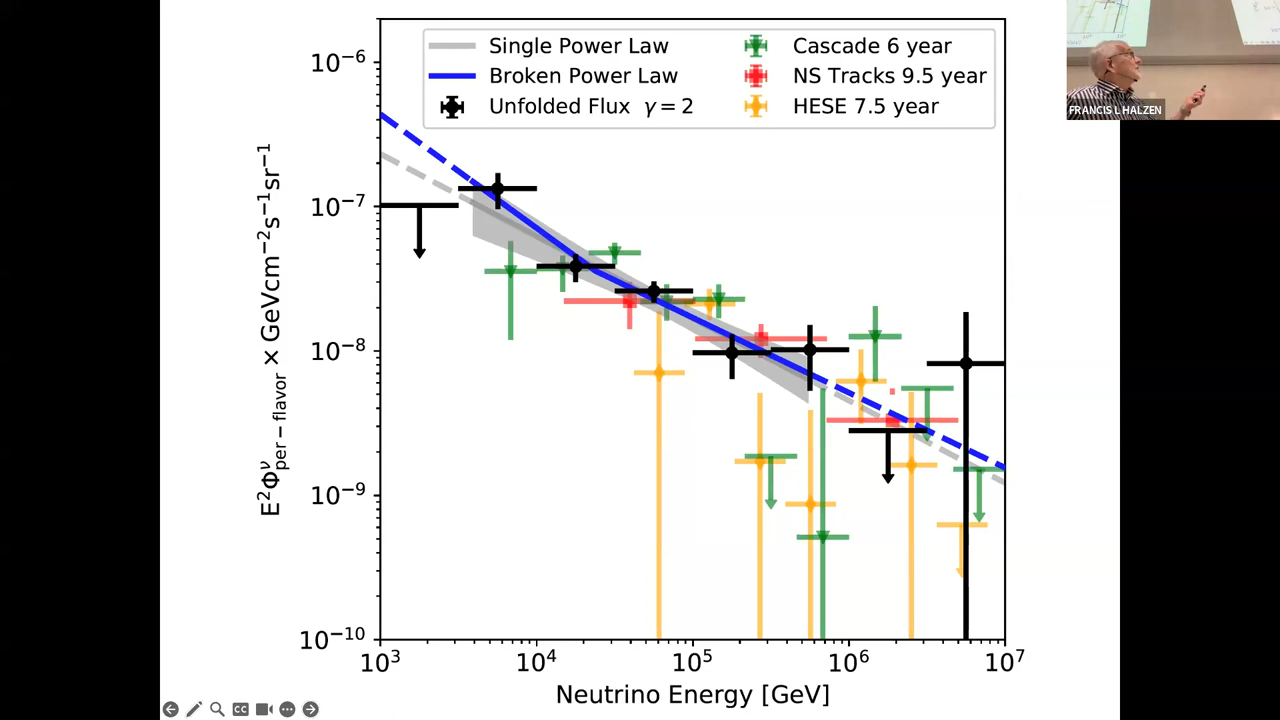 Single Power Law
Broken Power Law
Unfolded Flux γ = 2
Cascade 6 year
NS Tracks 9.5 year
HESE 7.5 year
E²Φ^ν_per−flavor × GeVcm⁻²s⁻¹sr⁻¹
10⁻⁶
10⁻⁷
10⁻⁸
10⁻⁹
10⁻¹⁰
10³
10⁴
10⁵
10⁶
10⁷
Neutrino Energy [GeV]
FRANCIS L HALZEN
CC